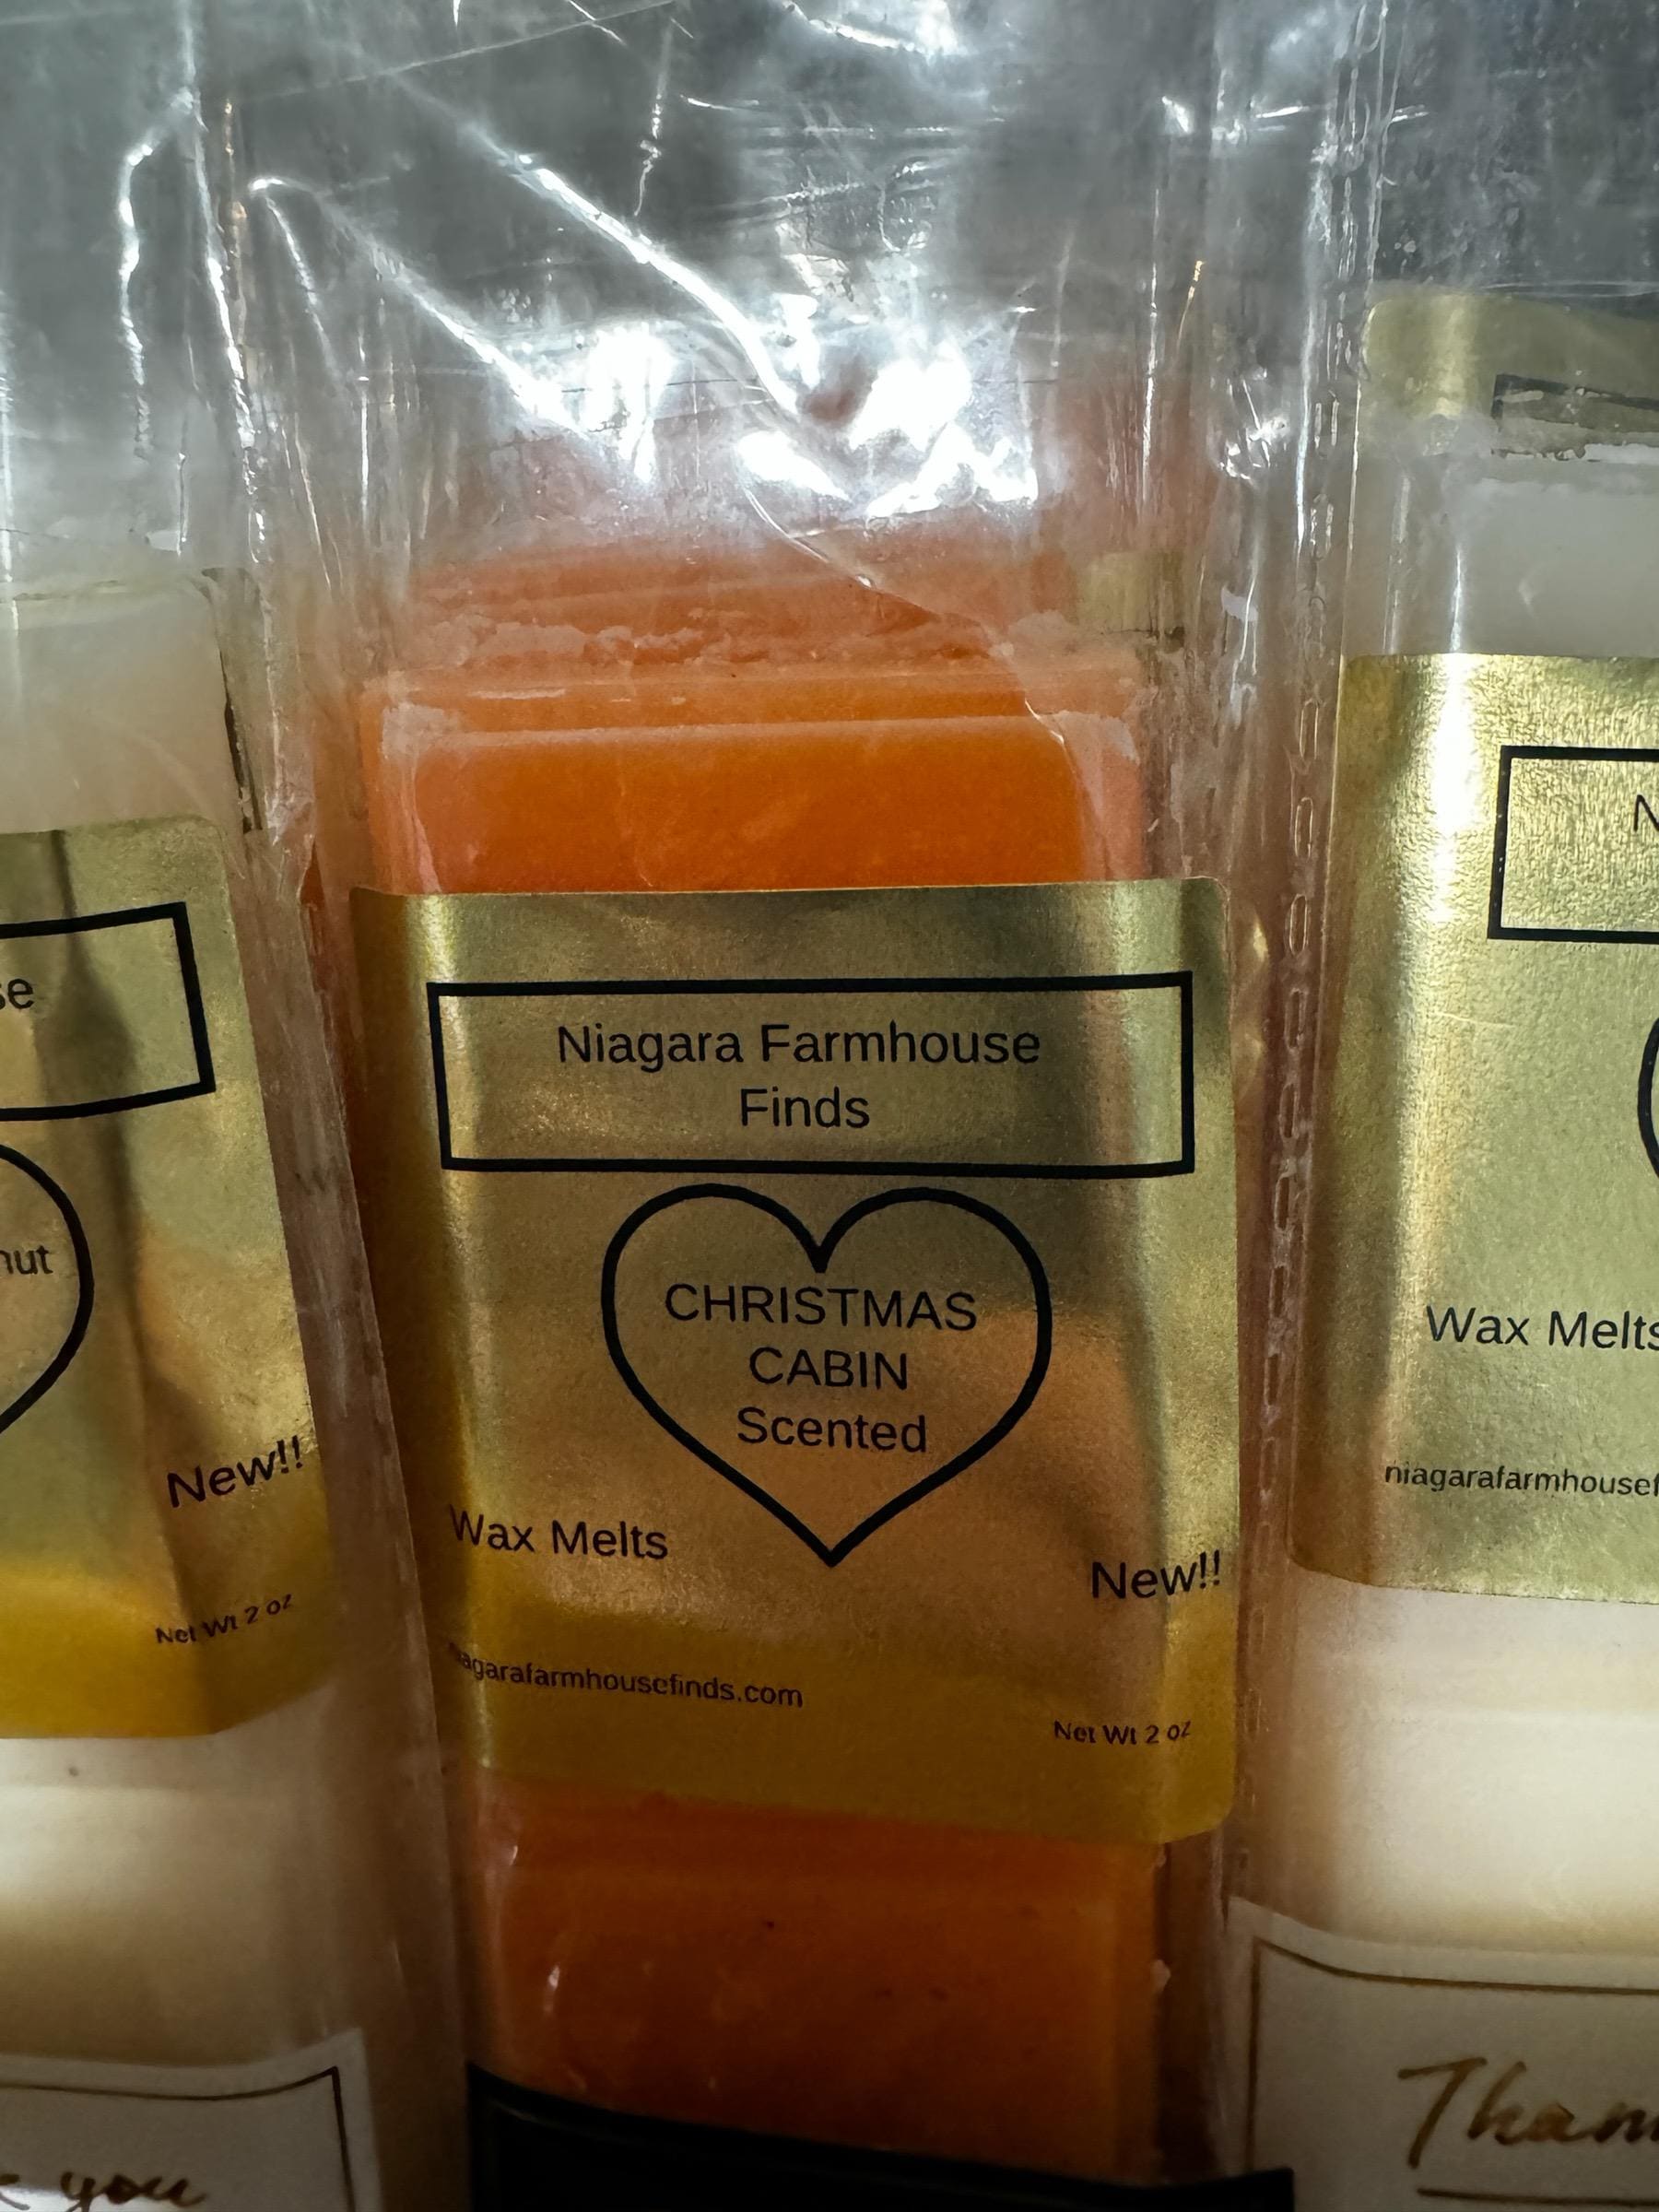 Niagara Farmhouse
Finds
CHRISTMAS
CABIN
Scented
Wax Melts
New!!
agarafarmhousefinds.com
Net Wt 2 oz
se
nut
New!!
Net Wt 2 oz
you
N
Wax Melts
niagarafarmhousef
Than